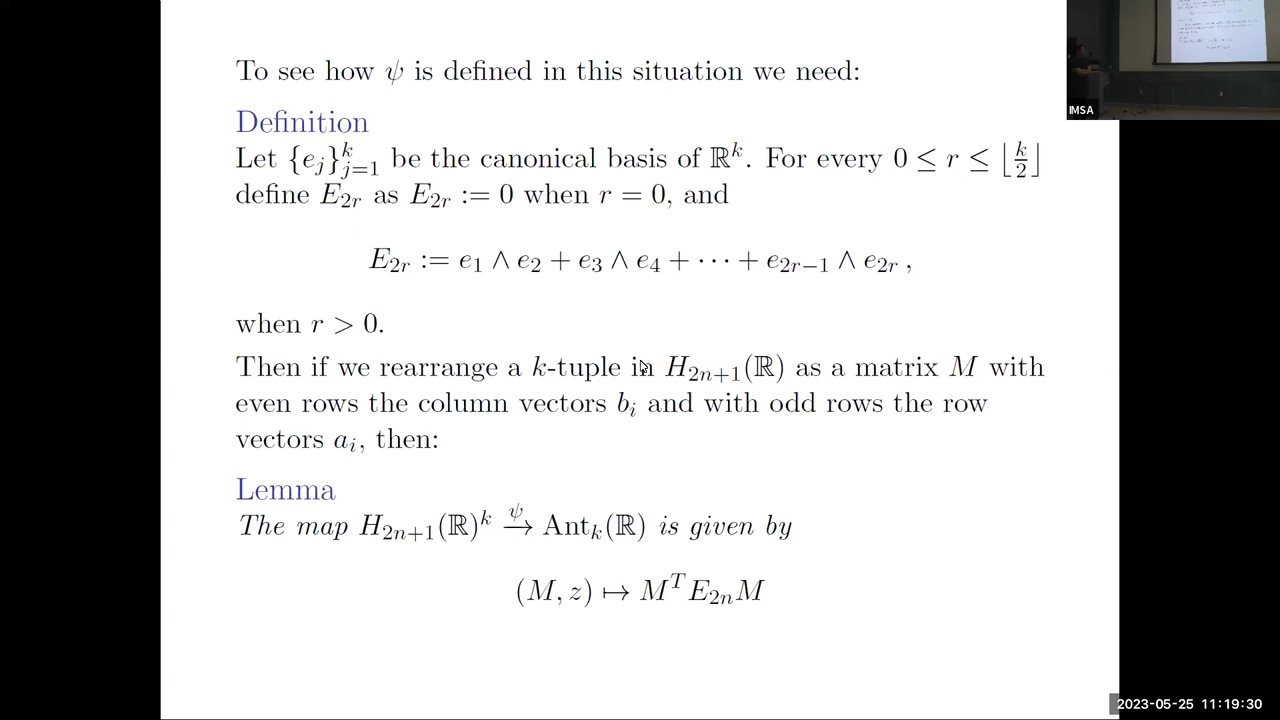 To see how ψ is defined in this situation we need:
Definition
Let {e_j}_{j=1}^k be the canonical basis of ℝ^k. For every 0 ≤ r ≤ ⌊k/2⌋
define E_{2r} as E_{2r} := 0 when r = 0, and
E_{2r} := e_1 ∧ e_2 + e_3 ∧ e_4 + ⋯ + e_{2r−1} ∧ e_{2r} ,
when r > 0.
Then if we rearrange a k-tuple in H_{2n+1}(ℝ) as a matrix M with
even rows the column vectors b_i and with odd rows the row
vectors a_i, then:
Lemma
The map H_{2n+1}(ℝ)^k →^ψ Ant_k(ℝ) is given by
(M, z) ↦ M^T E_{2n} M
IMSA
2023-05-25 11:19:30